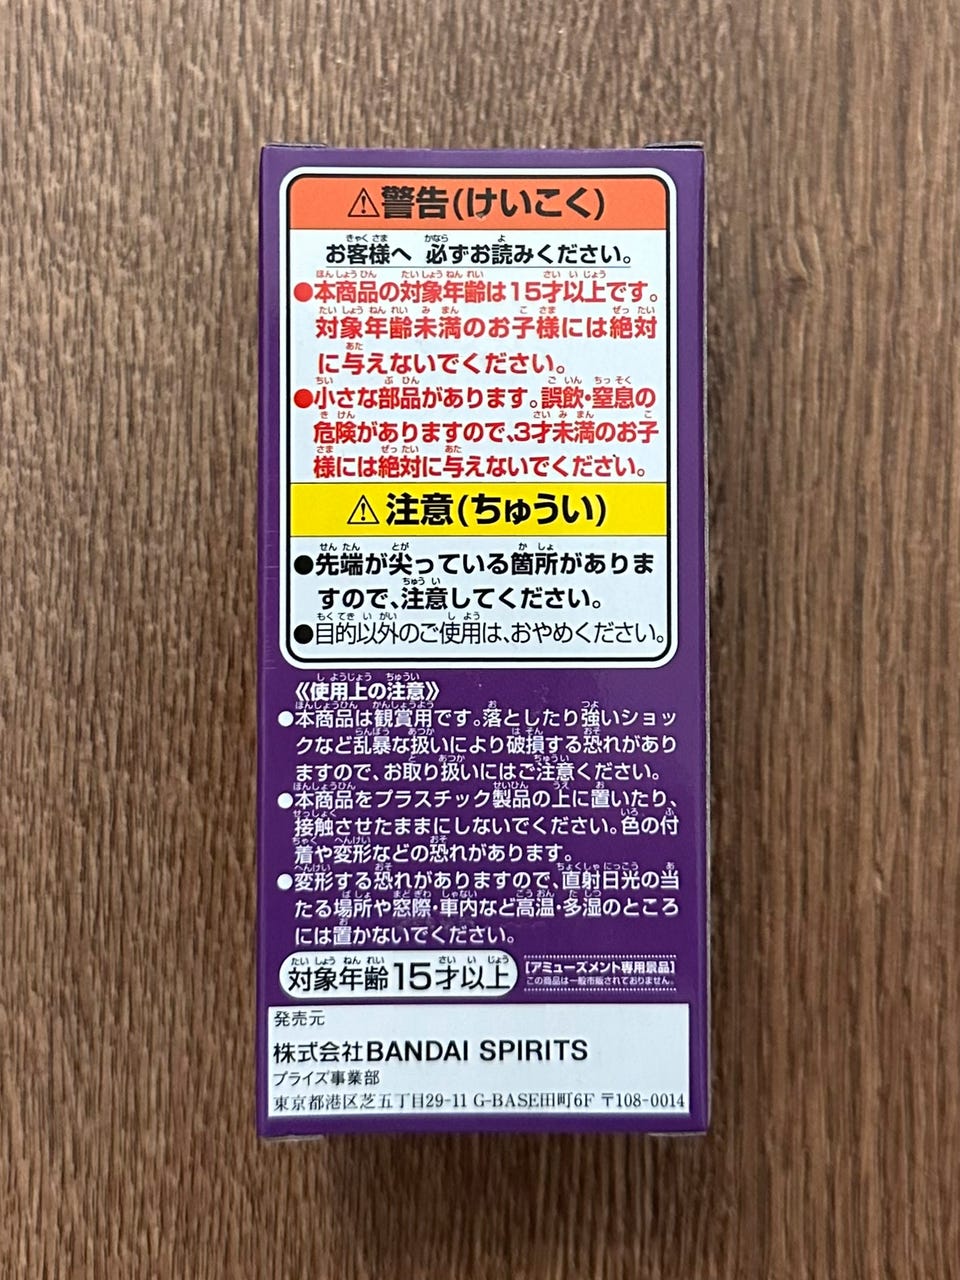 ⚠警告(けいこく)
お客様へ 必ずお読みください。
●本商品の対象年齢は15才以上です。
対象年齢未満のお子様には絶対
に与えないでください。
●小さな部品があります。誤飲・窒息の
危険がありますので、3才未満のお子
様には絶対に与えないでください。
⚠注意(ちゅうい)
●先端が尖っている箇所がありま
すので、注意してください。
●目的以外のご使用は、おやめください。
《使用上の注意》
●本商品は観賞用です。落としたり強いショッ
クなど乱暴な扱いにより破損する恐れがあり
ますので、お取り扱いにはご注意ください。
●本商品をプラスチック製品の上に置いたり、
接触させたままにしないでください。色の付
着や変形などの恐れがあります。
●変形する恐れがありますので、直射日光の当
たる場所や窓際・車内など高温・多湿のところ
には置かないでください。
対象年齢15才以上
【アミューズメント専用景品】
この商品は一般市販されておりません。
発売元
株式会社BANDAI SPIRITS
プライズ事業部
東京都港区芝五丁目29-11 G-BASE田町6F 〒108-0014